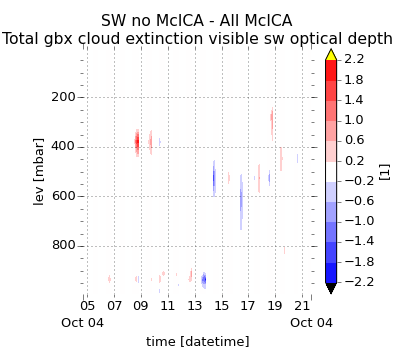 SW no McICA - All McICA
Total gbx cloud extinction visible sw optical depth
200
400
600
800
lev [mbar]
05 07 09 11 13 15 17 19 21
Oct 04 Oct 04
time [datetime]
2.2
1.8
1.4
1.0
0.6
0.2
−0.2
−0.6
−1.0
−1.4
−1.8
−2.2
[1]